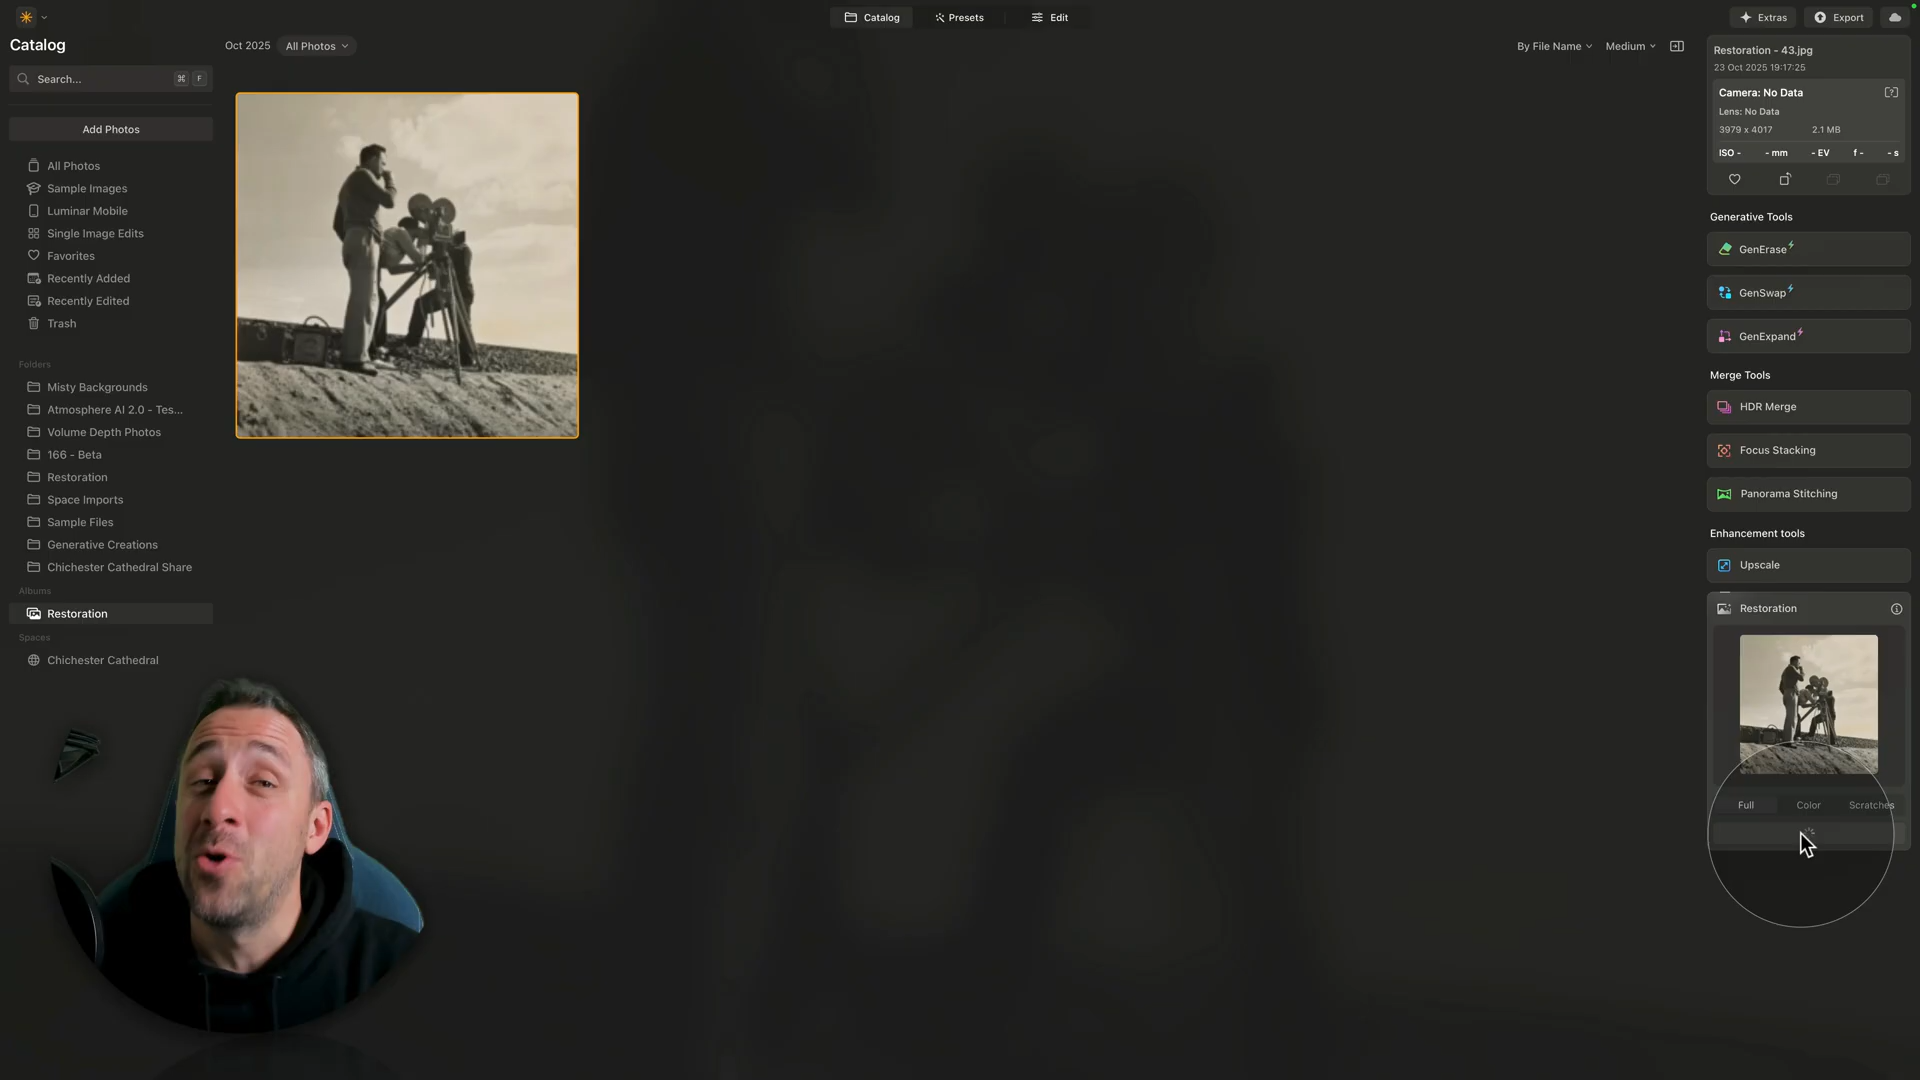 Catalog
Presets
Edit
Extras
Export
Catalog
Search...
⌘ F
Add Photos
All Photos
Sample Images
Luminar Mobile
Single Image Edits
Favorites
Recently Added
Recently Edited
Trash
Folders
Misty Backgrounds
Atmosphere AI 2.0 - Tes...
Volume Depth Photos
166 - Beta
Restoration
Space Imports
Sample Files
Generative Creations
Chichester Cathedral Share
Albums
Restoration
Spaces
Chichester Cathedral
Oct 2025
All Photos
By File Name
Medium
Restoration - 43.jpg
23 Oct 2025 19:17:25
Camera: No Data
Lens: No Data
3979 x 4017 2.1 MB
ISO - - mm - EV f - - s
Generative Tools
GenErase
GenSwap
GenExpand
Merge Tools
HDR Merge
Focus Stacking
Panorama Stitching
Enhancement tools
Upscale
Restoration
Full Color Scratches